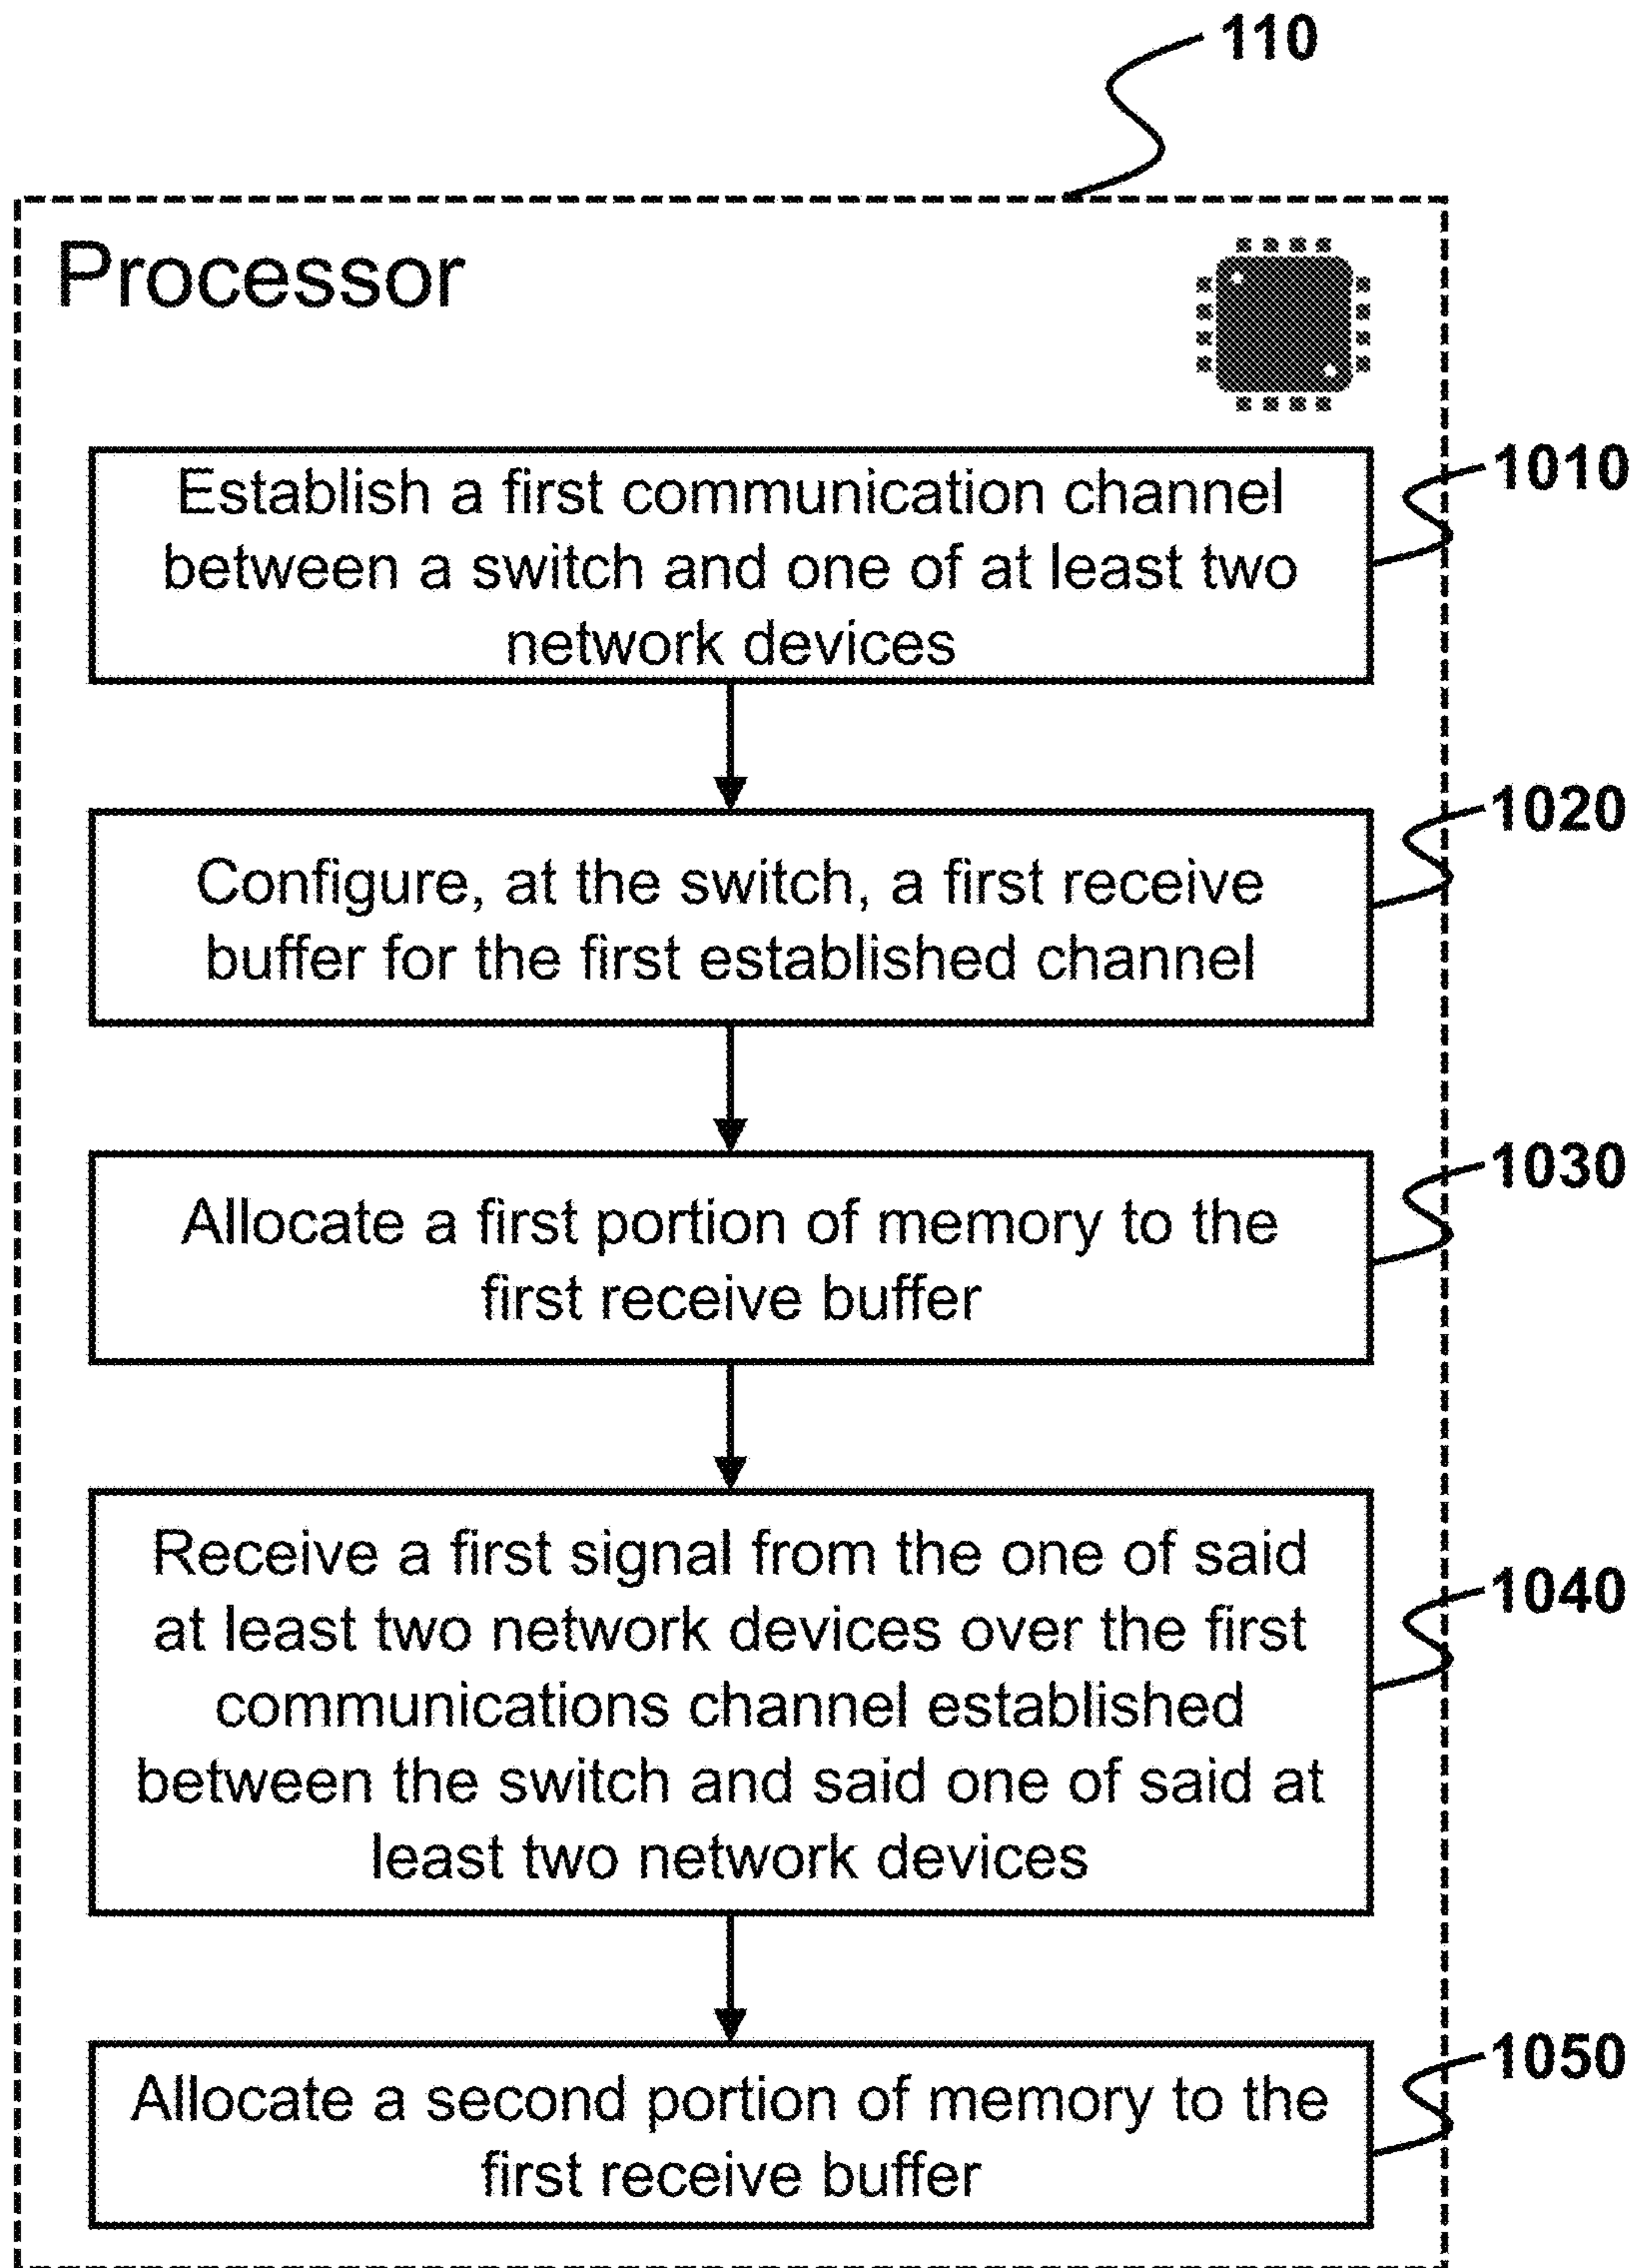 110
Processor
Establish a first communication channel
between a switch and one of at least two
network devices
1010
Configure, at the switch, a first receive
buffer for the first established channel
1020
Allocate a first portion of memory to the
first receive buffer
1030
Receive a first signal from the one of said
at least two network devices over the first
communications channel established
between the switch and said one of said at
least two network devices
1040
Allocate a second portion of memory to the
first receive buffer
1050